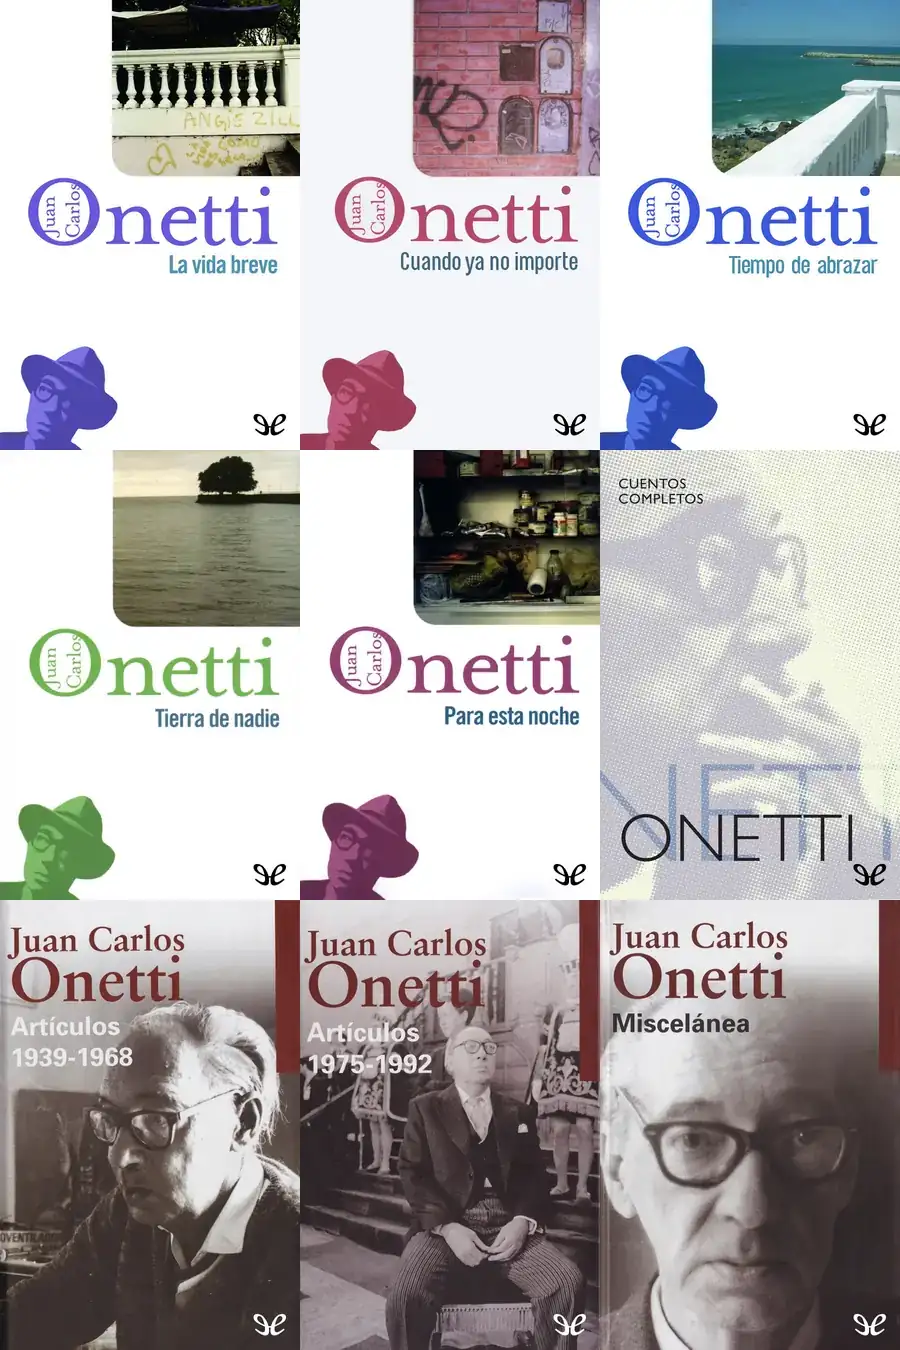 ANGIE ZILL
COMO
Juan Carlos
Onetti
La vida breve
Juan Carlos
Onetti
Cuando ya no importe
Juan Carlos
Onetti
Tiempo de abrazar
Juan Carlos
Onetti
Tierra de nadie
Juan Carlos
Onetti
Para esta noche
CUENTOS
COMPLETOS
NETTI
ONETTI
Juan Carlos
Onetti
Artículos
1939-1968
Juan Carlos
Onetti
Artículos
1975-1992
Juan Carlos
Onetti
Miscelánea